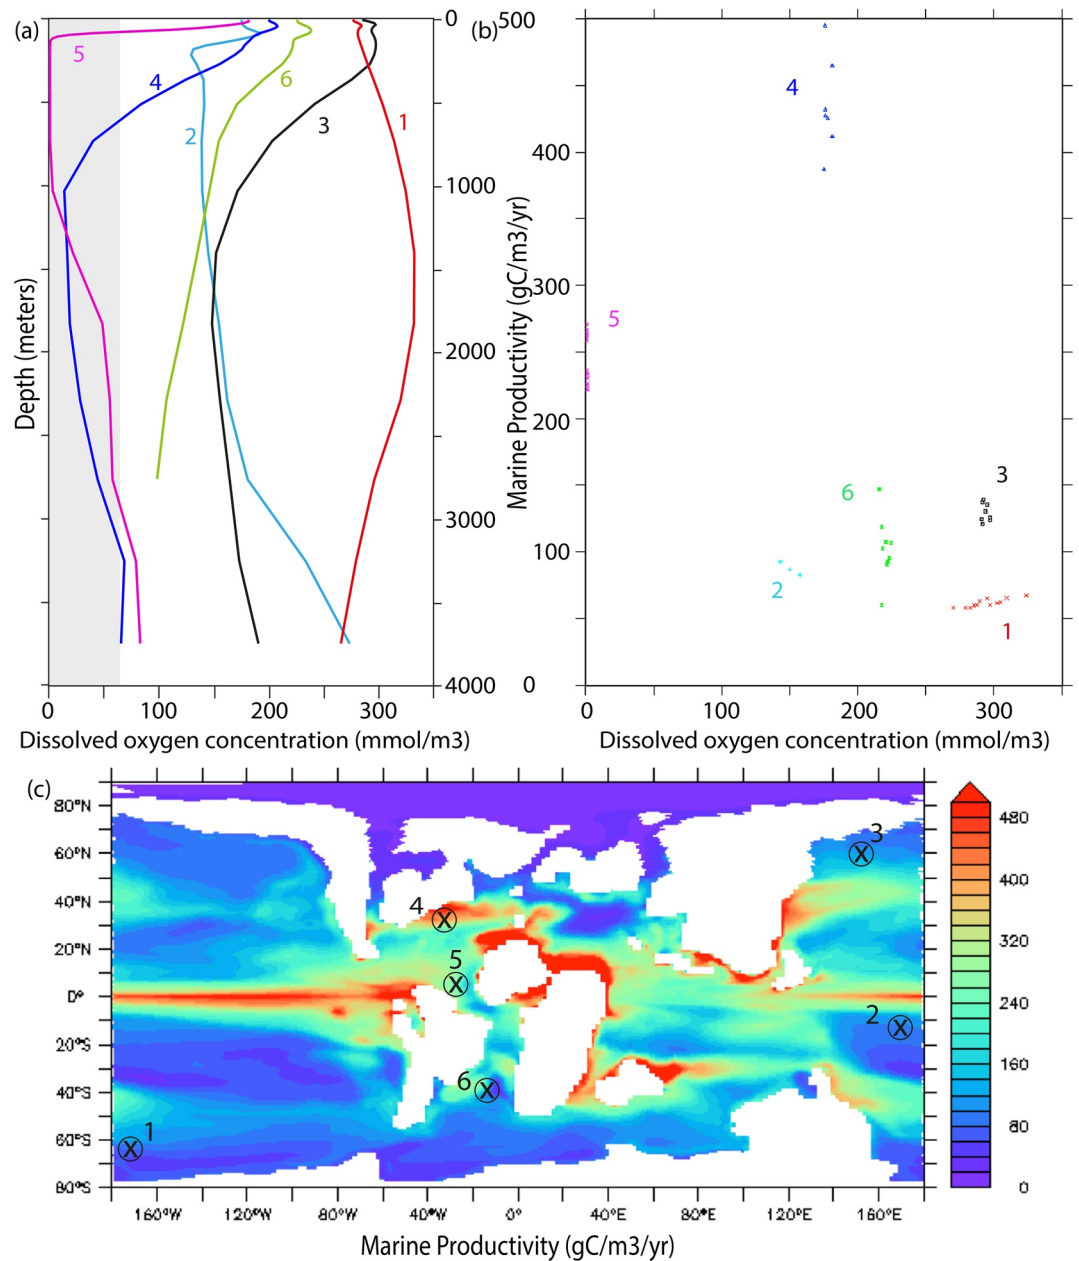 (a)
5
4
2
6
3
1
0
1000
2000
3000
4000
Depth (meters)
0 100 200 300
Dissolved oxygen concentration (mmol/m3)
(b)
500
400
300
200
100
0
Marine Productivity (gC/m3/yr)
4
5
6
3
2
1
0 100 200 300
Dissolved oxygen concentration (mmol/m3)
(c)
80°N
60°N
40°N
20°N
0°
20°S
40°S
60°S
80°S
3
4
5
2
6
1
160°W 120°W 80°W 40°W 0° 40°E 80°E 120°E 160°E
480
400
320
240
160
80
0
Marine Productivity (gC/m3/yr)